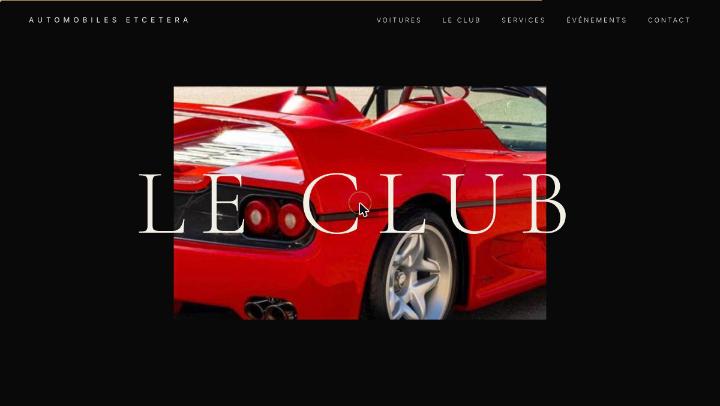 AUTOMOBILES ETCETERA
VOITURES LE CLUB SERVICES ÉVÉNEMENTS CONTACT
LE CLUB